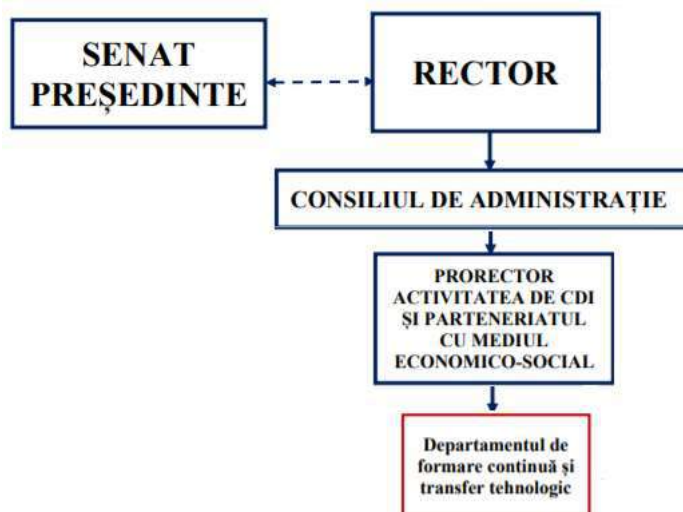 SENAT
PREȘEDINTE
RECTOR
CONSILIUL DE ADMINISTRAȚIE
PRORECTOR
ACTIVITATEA DE CDI
ȘI PARTENERIATUL
CU MEDIUL
ECONOMICO-SOCIAL
Departamentul de
formare continuă și
transfer tehnologic